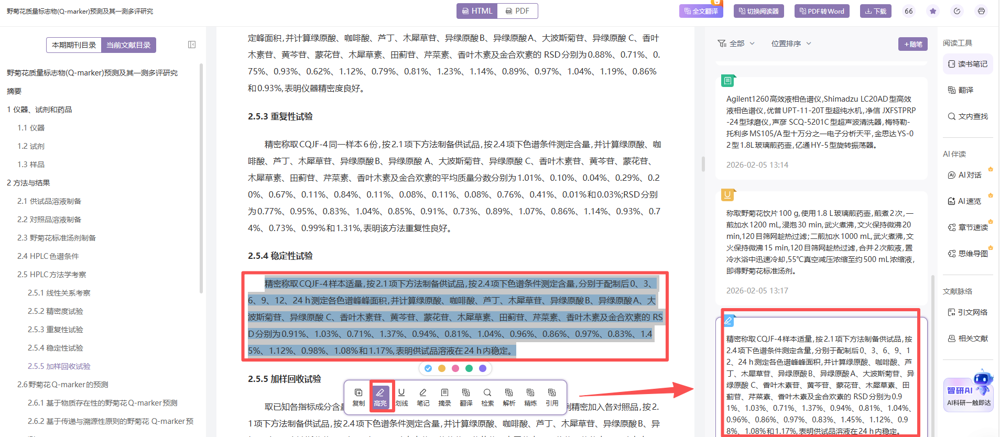 野菊花质量标志物(Q-marker)预测及其一测多评研究
HTML
PDF
全文翻译
切换阅读器
PDF转Word
下载
66
本期期刊目录
当前文献目录
野菊花质量标志物(Q-marker)预测及其一测多评研究
摘要
1 仪器、试剂和药品
1.1 仪器
1.2 试剂
1.3 样品
2 方法与结果
2.1 供试品溶液制备
2.2 对照品溶液制备
2.3 野菊花标准汤剂制备
2.4 HPLC色谱条件
2.5 HPLC方法学考察
2.5.1 线性关系考察
2.5.2 精密度试验
2.5.3 重复性试验
2.5.4 稳定性试验
2.5.5 加样回收试验
2.6野菊花Q-marker的预测
2.6.1 基于物质存在性的野菊花Q-marker预测
2.6.2 基于传递与溯源性原则的野菊花 Q-marker预
定峰面积,并计算绿原酸、咖啡酸、芦丁、木犀草苷、异绿原酸B、异绿原酸A、大波斯菊苷、异绿原酸 C、香叶
木素苷、黄芩苷、蒙花苷、木犀草素、田蓟苷、芹菜素、香叶木素及金合欢素的 RSD分别为0.88%、0.71%、0.
75%、0.93%、0.62%、1.12%、0.79%、0.81%、1.23%、1.14%、0.89%、0.97%、1.04%、1.19%、0.86%
和0.93%,表明仪器精密度良好。
2.5.3 重复性试验
精密称取CQJF-4同一样本6份,按2.1项下方法制备供试品,按2.4项下色谱条件测定含量,并计算绿原酸、咖
啡酸、芦丁、木犀草苷、异绿原酸B、异绿原酸 A、大波斯菊苷、异绿原酸 C、香叶木素苷、黄芩苷、蒙花苷、
木犀草素、田蓟苷、芹菜素、香叶木素及金合欢素的平均质量分数分别为1.01%、0.10%、0.04%、0.29%、0.2
0%、0.67%、0.11%、0.84%、0.11%、0.08%、0.11%、0.08%、0.76%、0.41%、0.01%和0.03%;RSD分别
为0.77%、0.95%、0.83%、1.04%、0.85%、0.91%、0.73%、0.89%、1.07%、0.86%、1.14%、0.93%、0.7
4%、0.73%、0.99%和1.31%,表明该方法重复性良好。
2.5.4 稳定性试验
精密称取CQJF-4样本适量,按2.1项下方法制备供试品,按2.4项下色谱条件测定含量,分别于配制后0、3、
6、9、12、24 h测定各色谱峰峰面积,并计算绿原酸、咖啡酸、芦丁、木犀草苷、异绿原酸B、异绿原酸A、大
波斯菊苷、异绿原酸 C、香叶木素苷、黄芩苷、蒙花苷、木犀草素、田蓟苷、芹菜素、香叶木素及金合欢素的 RS
D分别为0.91%、1.03%、0.71%、1.37%、0.94%、0.81%、1.04%、0.96%、0.86%、0.97%、0.83%、1.4
5%、1.12%、0.98%、1.08%和1.17%,表明供试品溶液在24 h内稳定。
2.5.5 加样回收试验
复制
高亮
划线
笔记
摘录
翻译
检索
解析
精炼
引用
取已知各指标成分含
例精密加入各对照品,按2.
1项下方法制备供试品,按2.4项下色谱条件测定含量,并计算绿原酸、咖啡酸、芦丁、木犀草苷、异绿原酸B、异
全部
位置排序
+随笔
Agilent1260高效液相色谱仪,Shimadzu LC20AD型高效
液相色谱仪,优普UPT-11-20T型超纯水机,净信 JXFSTPRP
-24型球磨仪,声彦 SCQ-5201C型超声波清洗器,梅特勒-
托利多MS105/A型十万分之一电子分析天平,金思达YS-0
2型1.8L玻璃煎药壶,亿通HY-5型旋转振荡器。
2026-02-05 13:14
称取野菊花饮片100 g,使用1.8 L玻璃煎药壶,煎煮2次,一
煎加水1200 mL,浸泡30 min,武火煮沸,文火保持微沸20
min,120目筛网趁热过滤;二煎加水1000 mL,武火煮沸,文
火保持微沸15 min,120目筛网趁热过滤,合并2次煎液,置
冷水浴中迅速冷却,55℃真空减压浓缩至约500 mL浓缩液,
即得野菊花标准汤剂。
2026-02-05 13:17
精密称取CQJF-4样本适量,按2.1项下方法制备供试品,按
2.4项下色谱条件测定含量,分别于配制后0、3、6、9、1
2、24 h测定各色谱峰峰面积,并计算绿原酸、咖啡酸、芦
丁、木犀草苷、异绿原酸B、异绿原酸A、大波斯菊苷、异
绿原酸 C、香叶木素苷、黄芩苷、蒙花苷、木犀草素、田
蓟苷、芹菜素、香叶木素及金合欢素的 RSD分别为0.9
1%、1.03%、0.71%、1.37%、0.94%、0.81%、1.04%、
0.96%、0.86%、0.97%、0.83%、1.45%、1.12%、0.9
8%、1.08%和1.17%,表明供试品溶液在24 h内稳定。
阅读工具
读书笔记
翻译
文内查找
AI伴读
AI对话
AI速览
章节速读
思维导图
文献脉络
引文网络
相关文献
智研AI
AI科研一触即达